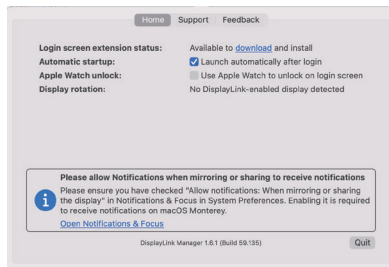 Home Support Feedback
Login screen extension status: Available to download and install
Automatic startup: Launch automatically after login
Apple Watch unlock: Use Apple Watch to unlock on login screen
Display rotation: No DisplayLink-enabled display detected
Please allow Notifications when mirroring or sharing to receive notifications
Please ensure you have checked "Allow notifications: When mirroring or sharing
the display" in Notifications & Focus in System Preferences. Enabling it is required
to receive notifications on macOS Monterey.
Open Notifications & Focus
DisplayLink Manager 1.6.1 (Build 59.135) Quit